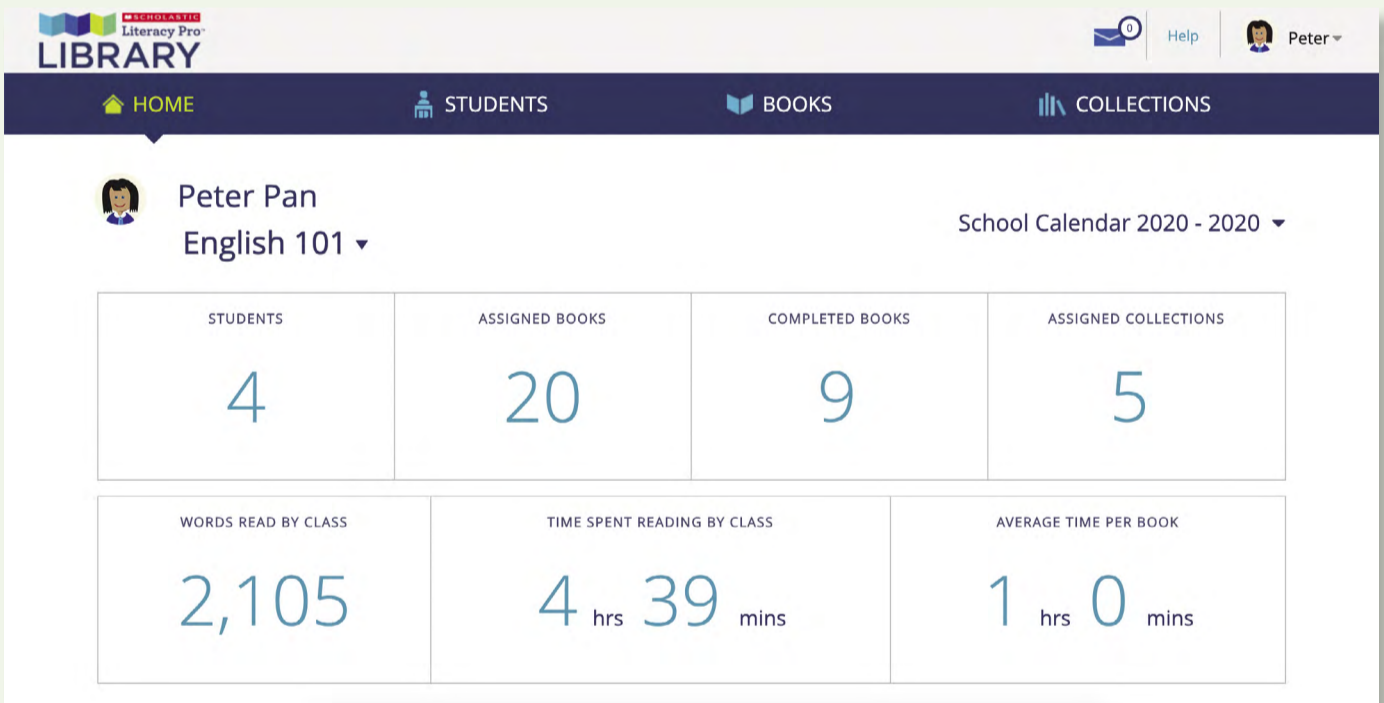 SCHOLASTIC
Literacy Pro™
LIBRARY
0
Help
Peter
HOME
STUDENTS
BOOKS
COLLECTIONS
Peter Pan
English 101
School Calendar 2020 - 2020
STUDENTS
ASSIGNED BOOKS
COMPLETED BOOKS
ASSIGNED COLLECTIONS
4
20
9
5
WORDS READ BY CLASS
TIME SPENT READING BY CLASS
AVERAGE TIME PER BOOK
2,105
4 hrs 39 mins
1 hrs 0 mins